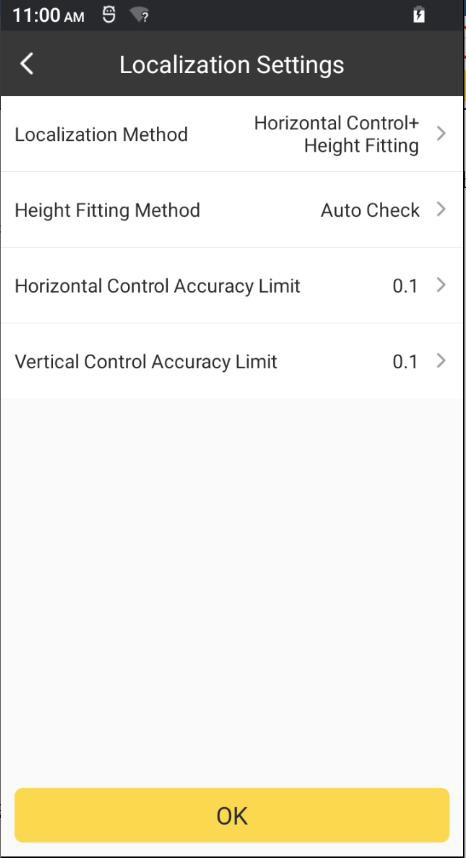 11:00 AM
Localization Settings
Localization Method
Horizontal Control+
Height Fitting
Height Fitting Method
Auto Check
Horizontal Control Accuracy Limit
0.1
Vertical Control Accuracy Limit
0.1
OK